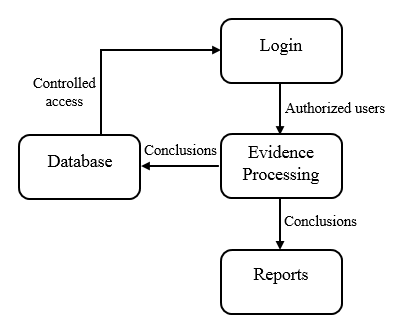 Login
Controlled
access
Authorized users
Database
Conclusions
Evidence
Processing
Conclusions
Reports